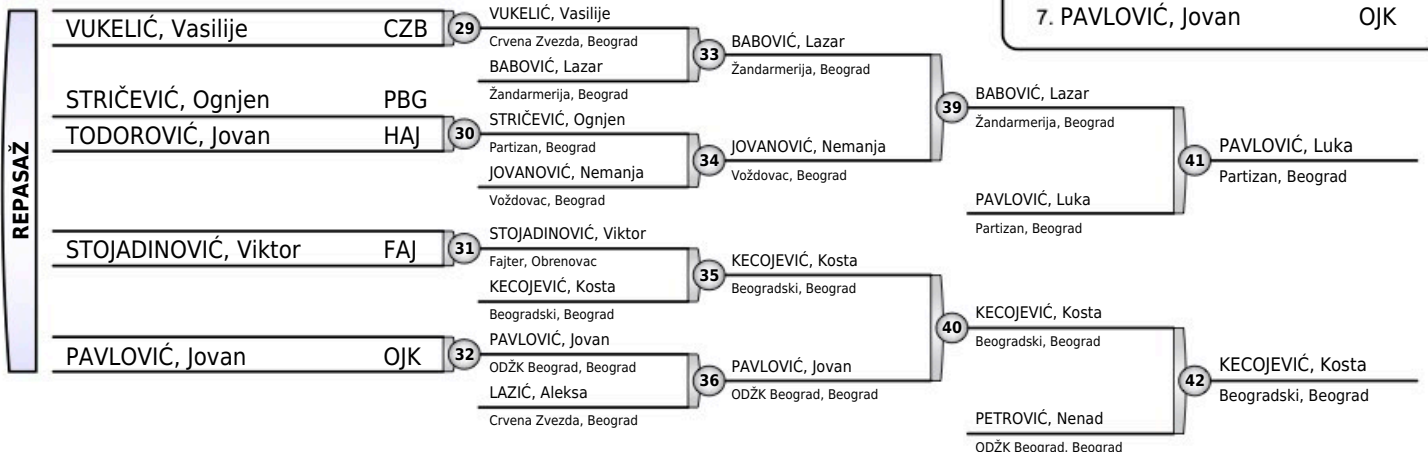 7. PAVLOVIĆ, Jovan OJK
REPASAŽ
VUKELIĆ, Vasilije CZB
STRIČEVIĆ, Ognjen PBG
TODOROVIĆ, Jovan HAJ
STOJADINOVIĆ, Viktor FAJ
PAVLOVIĆ, Jovan OJK
29
30
31
32
VUKELIĆ, Vasilije
Crvena Zvezda, Beograd
BABOVIĆ, Lazar
Žandarmerija, Beograd
STRIČEVIĆ, Ognjen
Partizan, Beograd
JOVANOVIĆ, Nemanja
Voždovac, Beograd
STOJADINOVIĆ, Viktor
Fajter, Obrenovac
KECOJEVIĆ, Kosta
Beogradski, Beograd
PAVLOVIĆ, Jovan
ODŽK Beograd, Beograd
LAZIĆ, Aleksa
Crvena Zvezda, Beograd
33
34
35
36
BABOVIĆ, Lazar
Žandarmerija, Beograd
JOVANOVIĆ, Nemanja
Voždovac, Beograd
KECOJEVIĆ, Kosta
Beogradski, Beograd
PAVLOVIĆ, Jovan
ODŽK Beograd, Beograd
39
40
BABOVIĆ, Lazar
Žandarmerija, Beograd
PAVLOVIĆ, Luka
Partizan, Beograd
KECOJEVIĆ, Kosta
Beogradski, Beograd
PETROVIĆ, Nenad
ODŽK Beograd, Beograd
41
42
PAVLOVIĆ, Luka
Partizan, Beograd
KECOJEVIĆ, Kosta
Beogradski, Beograd